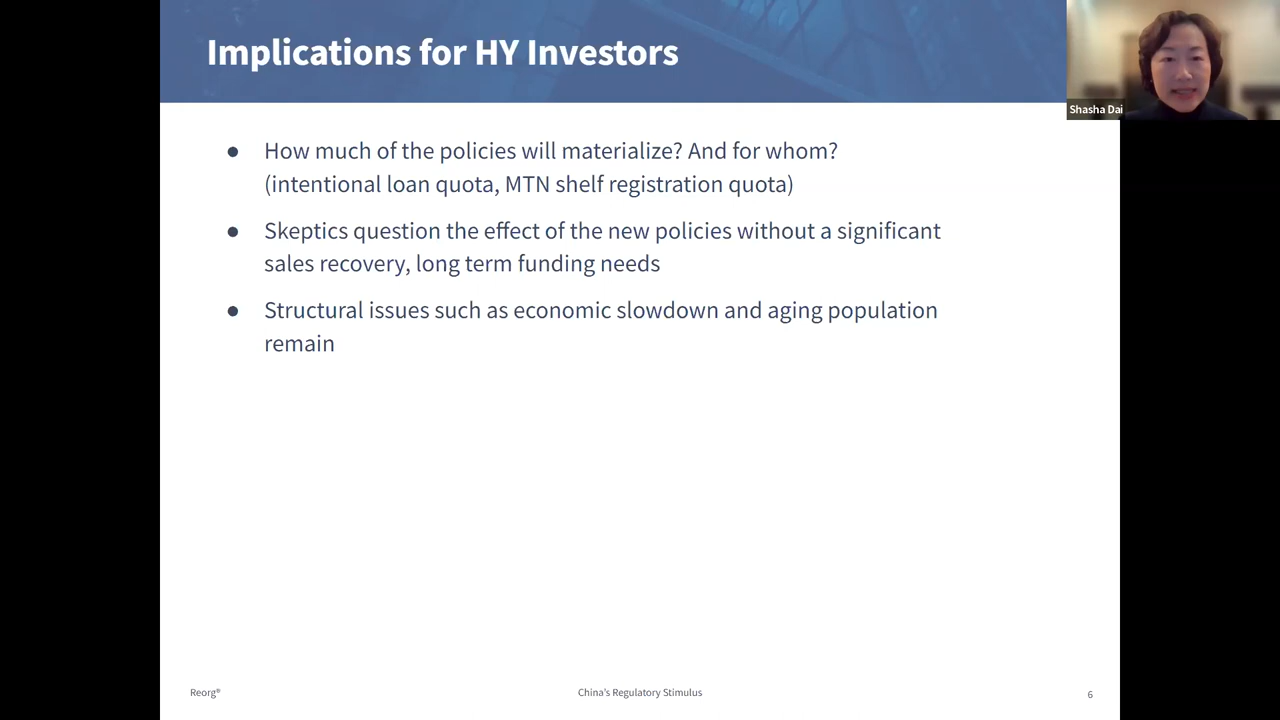 Implications for HY Investors
Shasha Dai
● How much of the policies will materialize? And for whom?
(intentional loan quota, MTN shelf registration quota)
● Skeptics question the effect of the new policies without a significant
sales recovery, long term funding needs
● Structural issues such as economic slowdown and aging population
remain
Reorg® China's Regulatory Stimulus 6